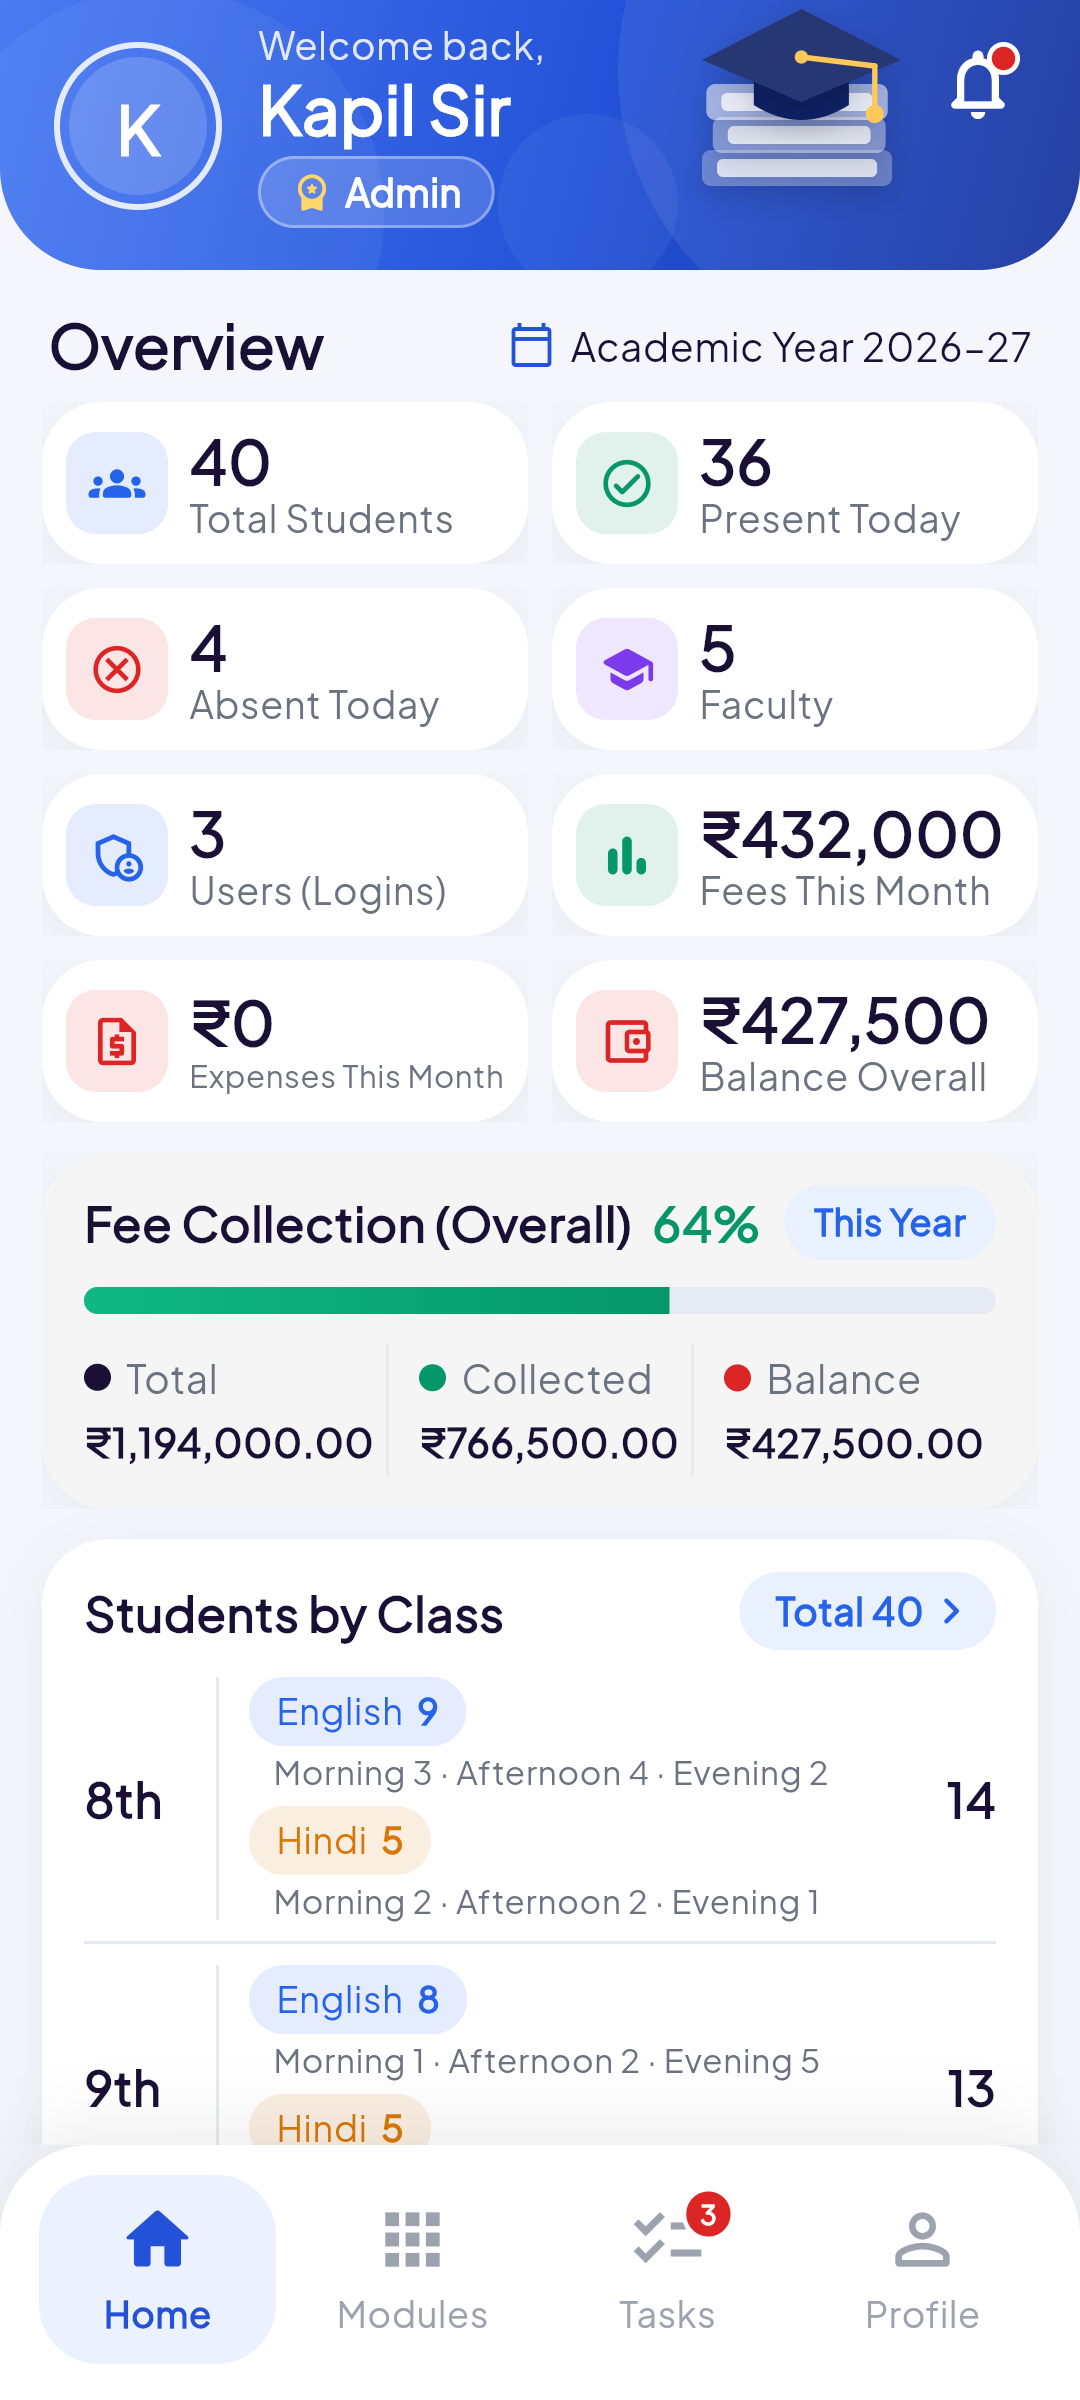 Welcome back,
K
Kapil Sir
Admin
Overview
Academic Year 2026–27
40
Total Students
36
Present Today
4
Absent Today
5
Faculty
3
Users (Logins)
₹432,000
Fees This Month
₹0
Expenses This Month
₹427,500
Balance Overall
Fee Collection (Overall) 64% This Year
Total
₹1,194,000.00
Collected
₹766,500.00
Balance
₹427,500.00
Students by Class
Total 40
8th
English 9
Morning 3 · Afternoon 4 · Evening 2
Hindi 5
Morning 2 · Afternoon 2 · Evening 1
14
9th
English 8
Morning 1 · Afternoon 2 · Evening 5
Hindi 5
13
Home
Modules
3
Tasks
Profile